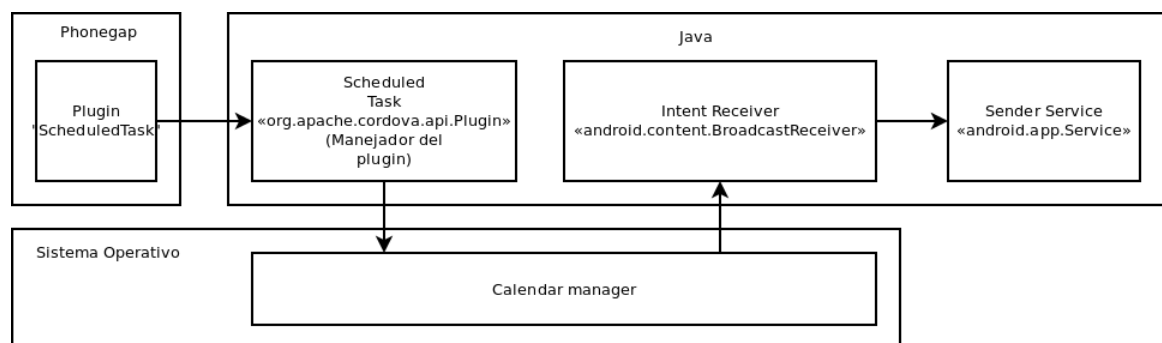 Phonegap
Java
Plugin
"ScheduledTask"
Scheduled
Task
«org.apache.cordova.api.Plugin»
(Manejador del
plugin)
Intent Receiver
«android.content.BroadcastReceiver»
Sender Service
«android.app.Service»
Sistema Operativo
Calendar manager